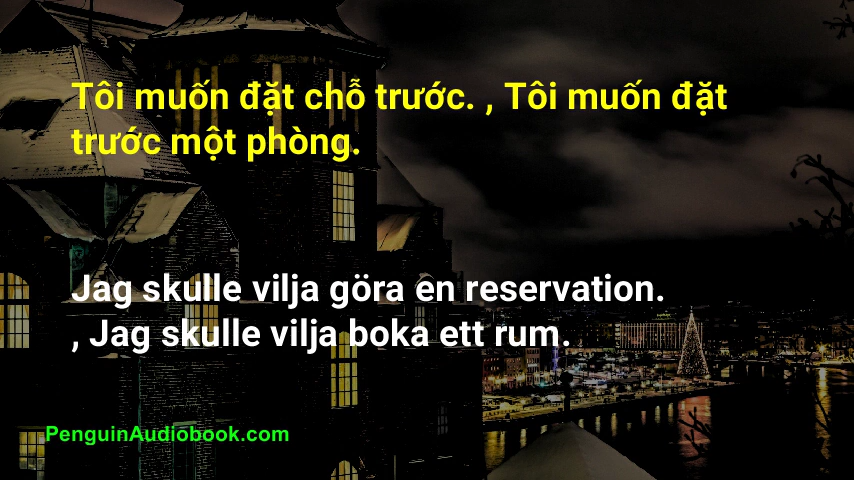 Tôi muốn đặt chỗ trước. , Tôi muốn đặt
trước một phòng.
Jag skulle vilja göra en reservation.
, Jag skulle vilja boka ett rum.
PenguinAudiobook.com